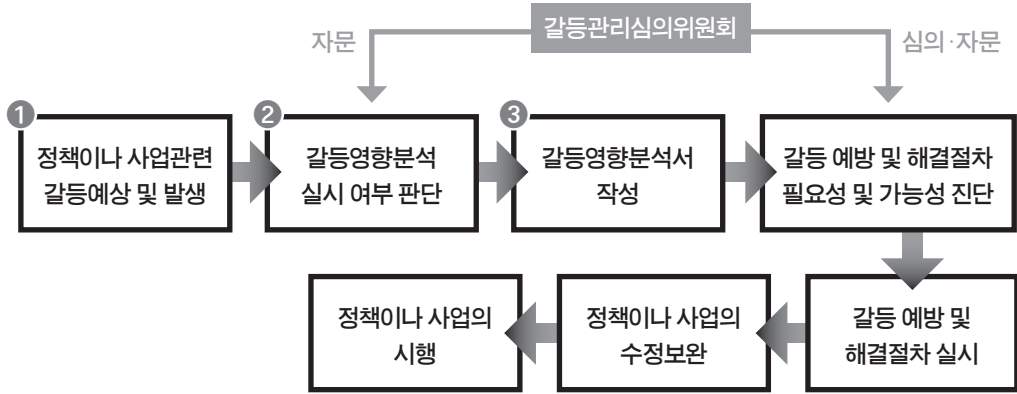 갈등관리심의위원회
자문
심의·자문
1
정책이나 사업관련
갈등예상 및 발생
2
갈등영향분석
실시 여부 판단
3
갈등영향분석서
작성
갈등 예방 및 해결절차
필요성 및 가능성 진단
갈등 예방 및
해결절차 실시
정책이나 사업의
수정보완
정책이나 사업의
시행